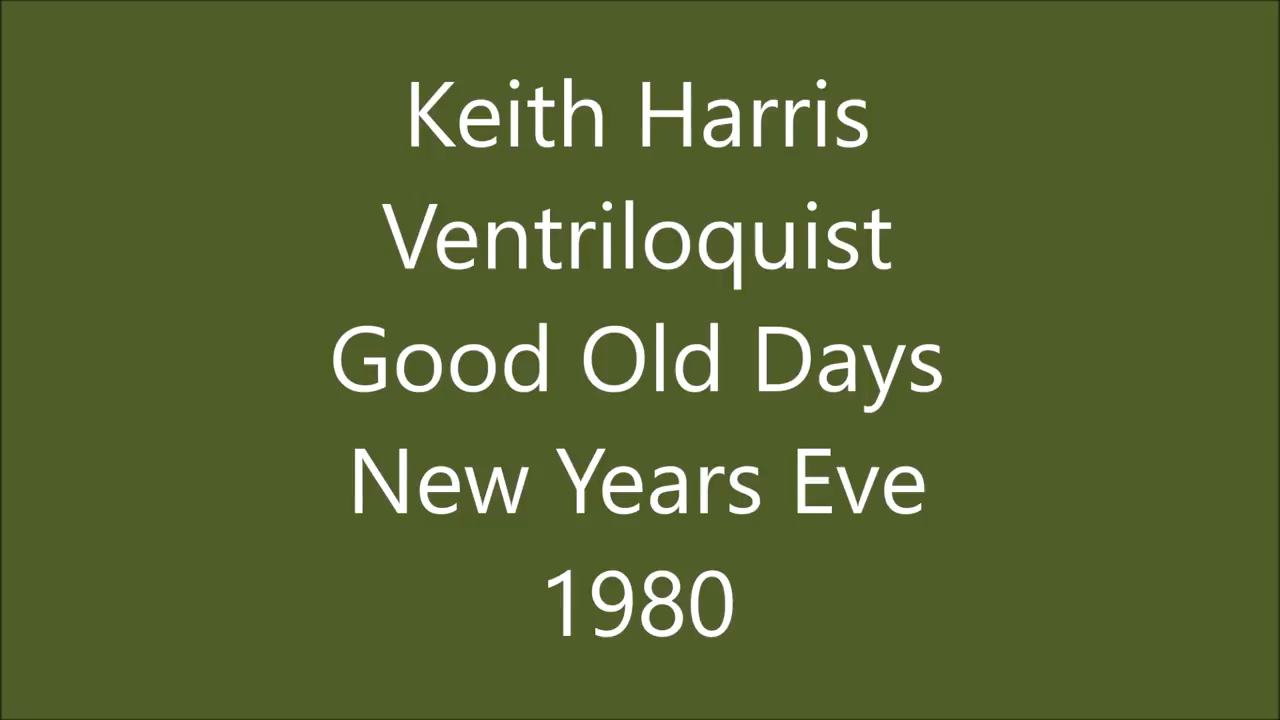 Keith Harris
Ventriloquist
Good Old Days
New Years Eve
1980